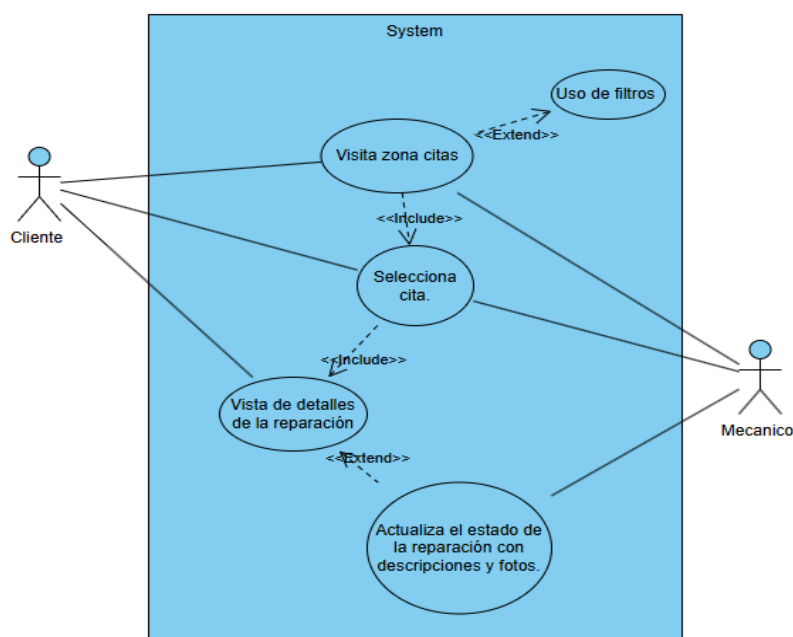 System
Uso de filtros
<<Extend>>
Visita zona citas
<<Include>>
Cliente
Selecciona
cita.
<<Include>>
Vista de detalles
de la reparación
Mecanico
<<Extend>>
Actualiza el estado de
la reparación con
descripciones y fotos.